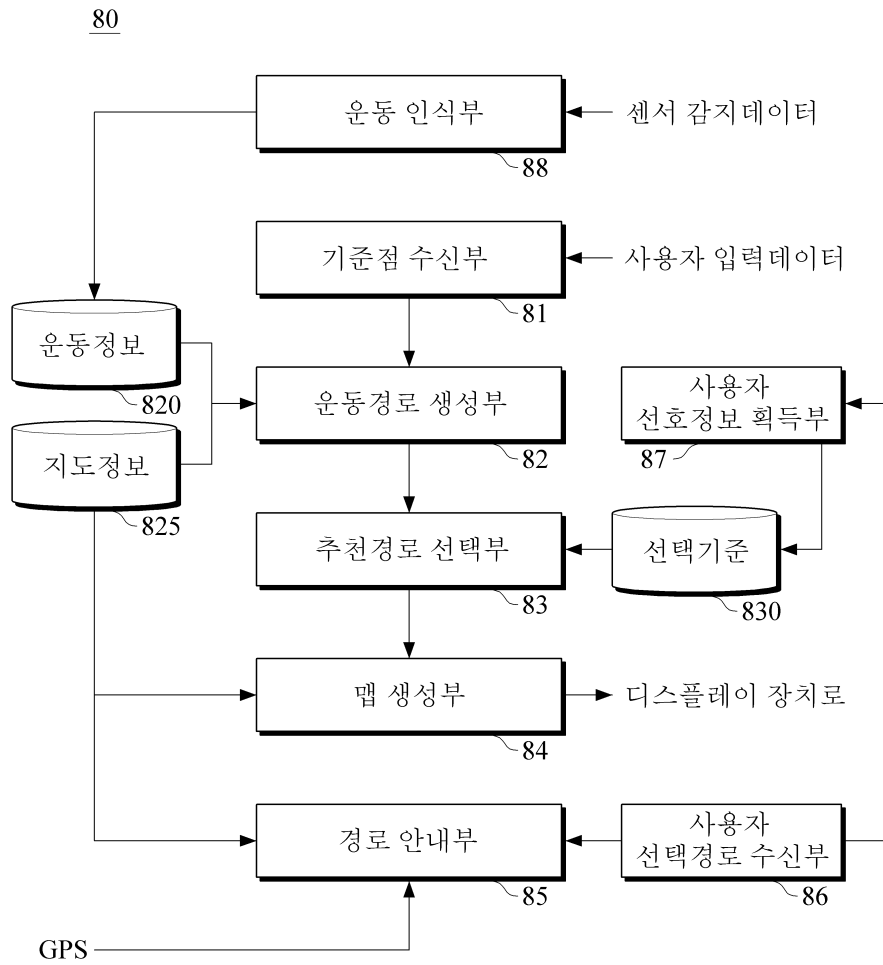 80
운동 인식부
센서 감지데이터
88
기준점 수신부
사용자 입력데이터
81
운동정보
820
운동경로 생성부
82
사용자
선호정보 획득부
87
지도정보
825
추천경로 선택부
83
선택기준
830
맵 생성부
디스플레이 장치로
84
경로 안내부
85
사용자
선택경로 수신부
86
GPS